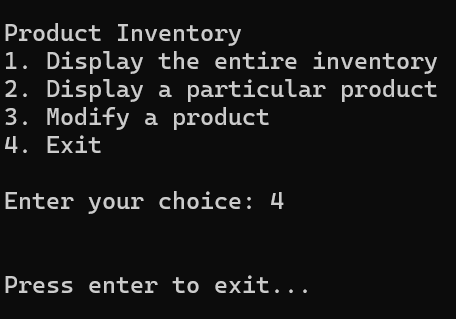 Product Inventory
1. Display the entire inventory
2. Display a particular product
3. Modify a product
4. Exit
Enter your choice: 4
Press enter to exit...